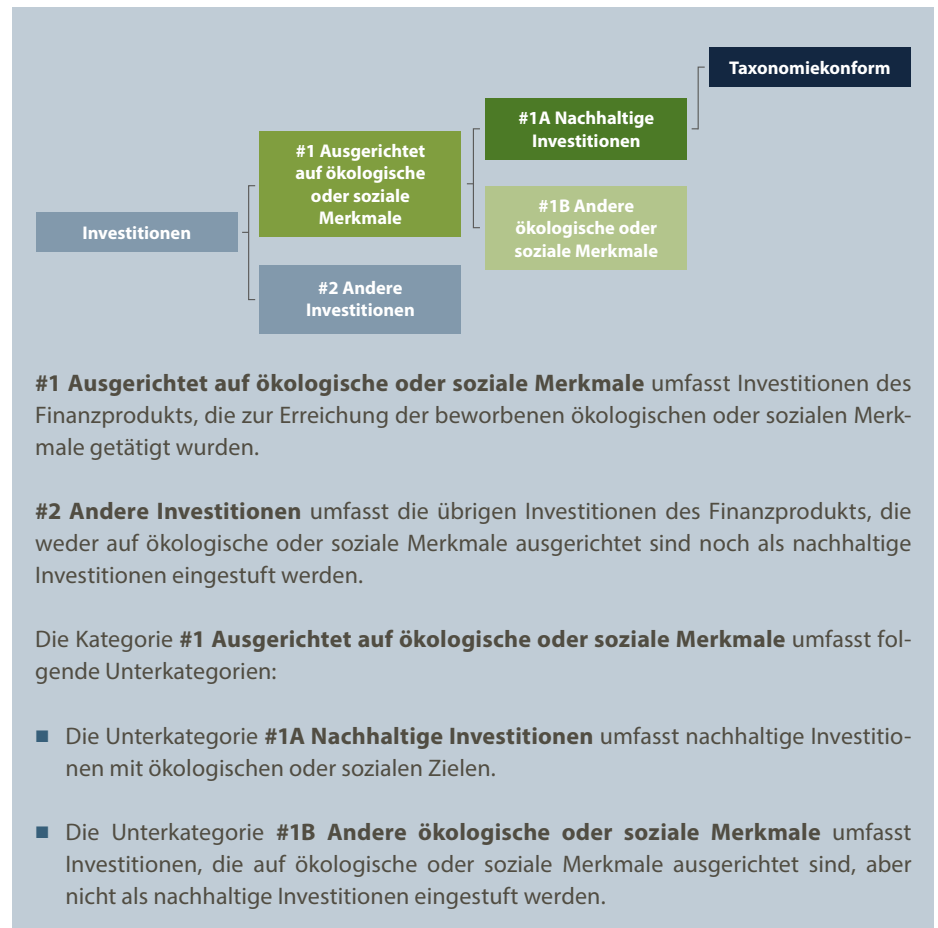 Taxonomiekonform
#1A Nachhaltige
Investitionen
#1 Ausgerichtet
auf ökologische
oder soziale
Merkmale
#1B Andere
ökologische oder
soziale Merkmale
Investitionen
#2 Andere
Investitionen
#1 Ausgerichtet auf ökologische oder soziale Merkmale umfasst Investitionen des
Finanzprodukts, die zur Erreichung der beworbenen ökologischen oder sozialen Merk-
male getätigt wurden.
#2 Andere Investitionen umfasst die übrigen Investitionen des Finanzprodukts, die
weder auf ökologische oder soziale Merkmale ausgerichtet sind noch als nachhaltige
Investitionen eingestuft werden.
Die Kategorie #1 Ausgerichtet auf ökologische oder soziale Merkmale umfasst fol-
gende Unterkategorien:
■ Die Unterkategorie #1A Nachhaltige Investitionen umfasst nachhaltige Investitio-
nen mit ökologischen oder sozialen Zielen.
■ Die Unterkategorie #1B Andere ökologische oder soziale Merkmale umfasst
Investitionen, die auf ökologische oder soziale Merkmale ausgerichtet sind, aber
nicht als nachhaltige Investitionen eingestuft werden.